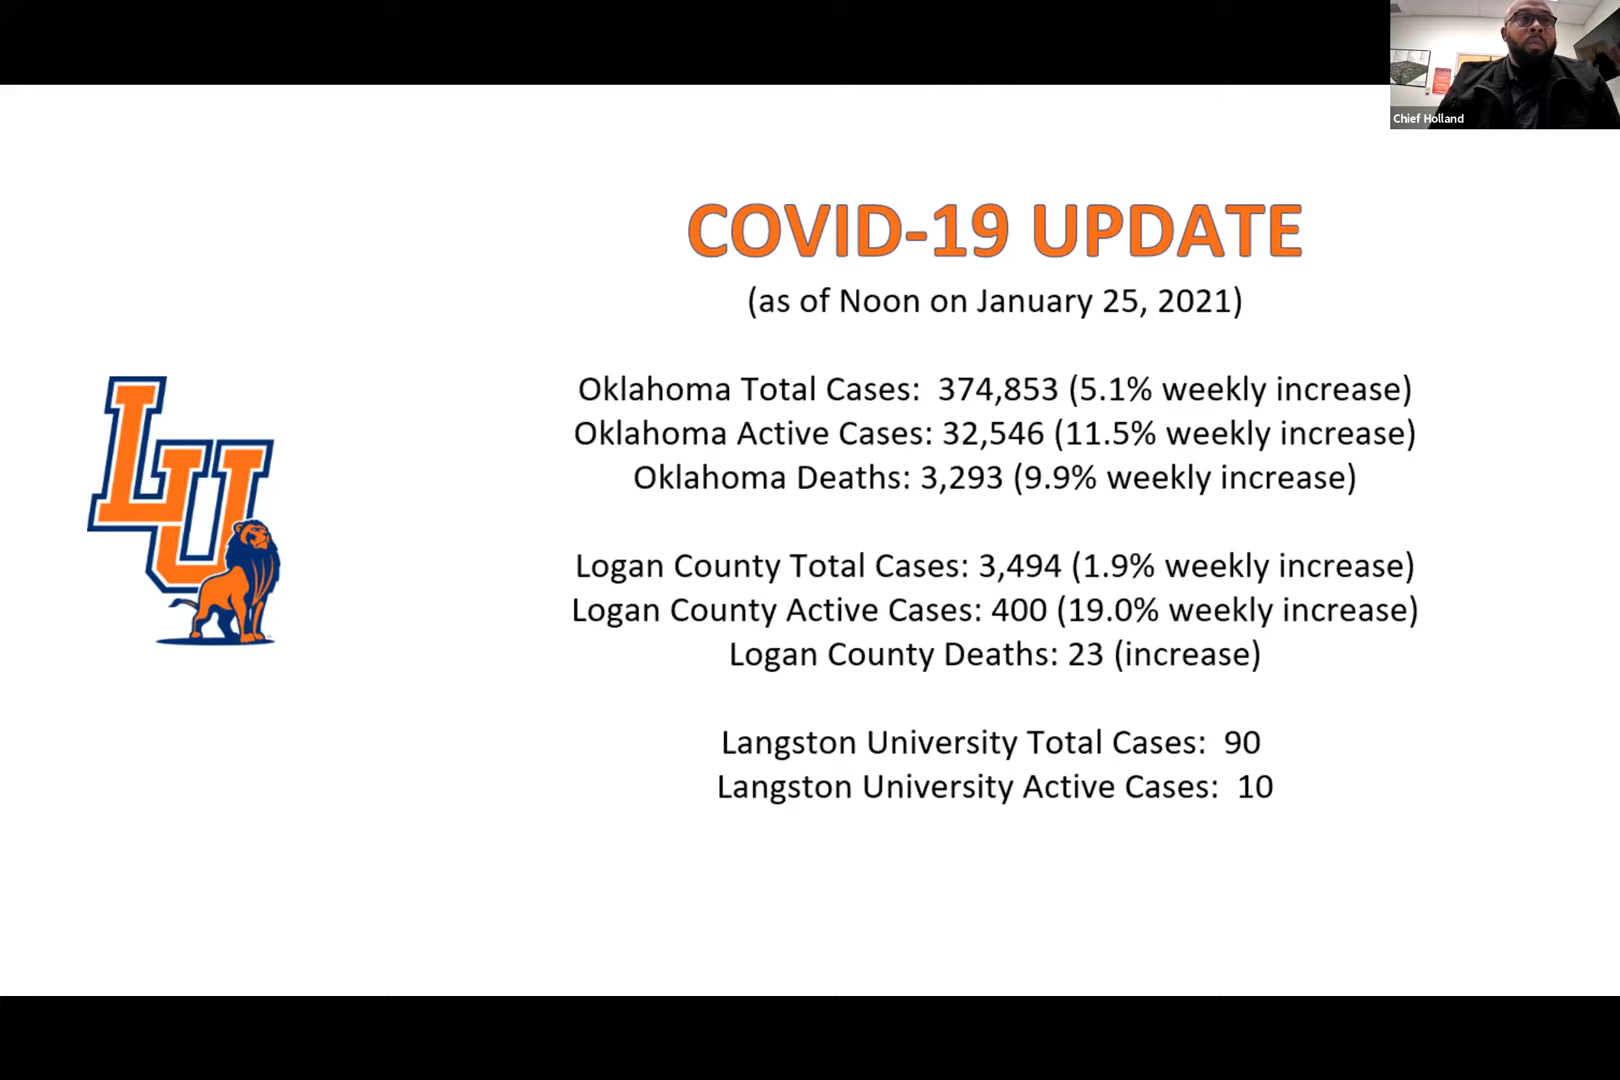 Chief Holland
COVID-19 UPDATE
(as of Noon on January 25, 2021)
Oklahoma Total Cases:  374,853 (5.1% weekly increase)
Oklahoma Active Cases: 32,546 (11.5% weekly increase)
Oklahoma Deaths: 3,293 (9.9% weekly increase)
Logan County Total Cases: 3,494 (1.9% weekly increase)
Logan County Active Cases: 400 (19.0% weekly increase)
Logan County Deaths: 23 (increase)
Langston University Total Cases:  90
Langston University Active Cases:  10
LU